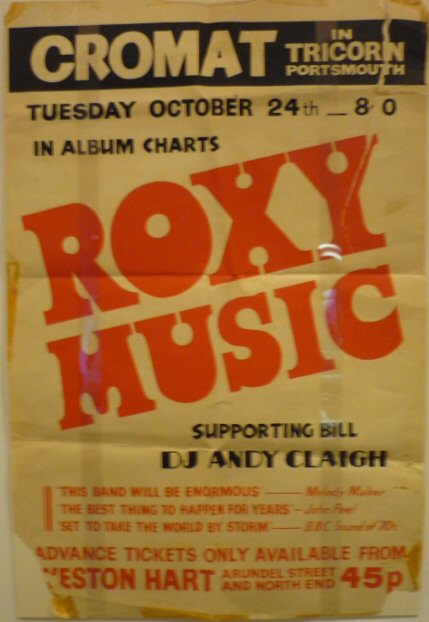 CROMAT IN TRICORN PORTSMOUTH
TUESDAY OCTOBER 24th — 8·0
IN ALBUM CHARTS
ROXY
MUSIC
SUPPORTING BILL
DJ ANDY CLAIGH
'THIS BAND WILL BE ENORMOUS' —— Melody Maker
'THE BEST THING TO HAPPEN FOR YEARS' – John Peel
'SET TO TAKE THE WORLD BY STORM' —— B.B.C. Sound of 70s
ADVANCE TICKETS ONLY AVAILABLE FROM
WESTON HART ARUNDEL STREET AND NORTH END 45p